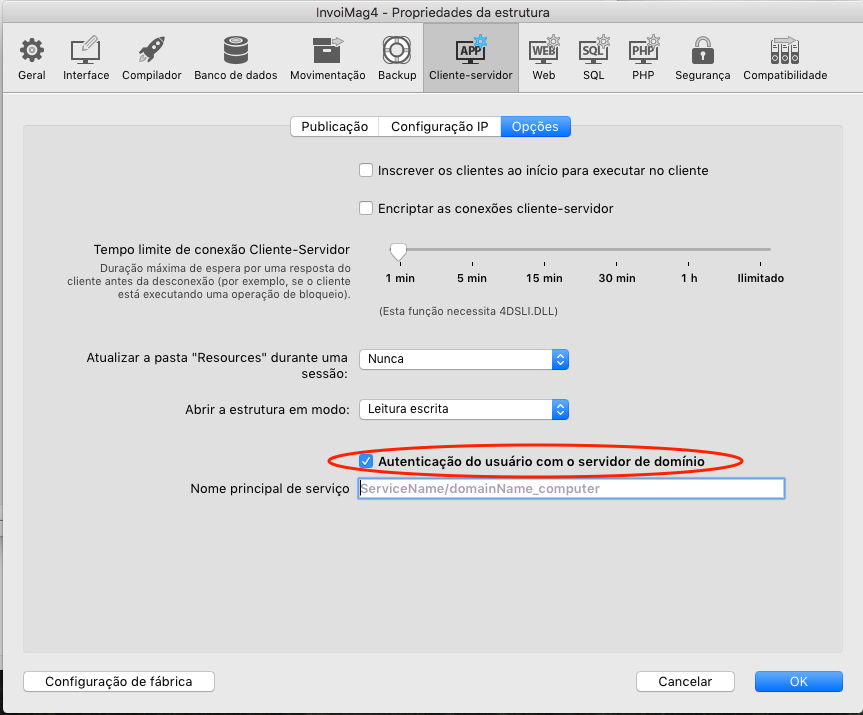 InvoiMag4 - Propriedades da estrutura
Geral
Interface
Compilador
Banco de dados
Movimentação
Backup
APP
Cliente-servidor
WEB
Web
SQL
SQL
PHP
PHP
Segurança
Compatibilidade
Publicação
Configuração IP
Opções
Inscrever os clientes ao início para executar no cliente
Encriptar as conexões cliente-servidor
Tempo limite de conexão Cliente-Servidor
Duração máxima de espera por uma resposta do
cliente antes da desconexão (por exemplo, se o cliente
está executando uma operação de bloqueio).
1 min
5 min
15 min
30 min
1 h
Ilimitado
(Esta função necessita 4DSLI.DLL)
Atualizar a pasta "Resources" durante uma
sessão:
Nunca
Abrir a estrutura em modo:
Leitura escrita
Autenticação do usuário com o servidor de domínio
Nome principal de serviço
ServiceName/domainName_computer
Configuração de fábrica
Cancelar
OK